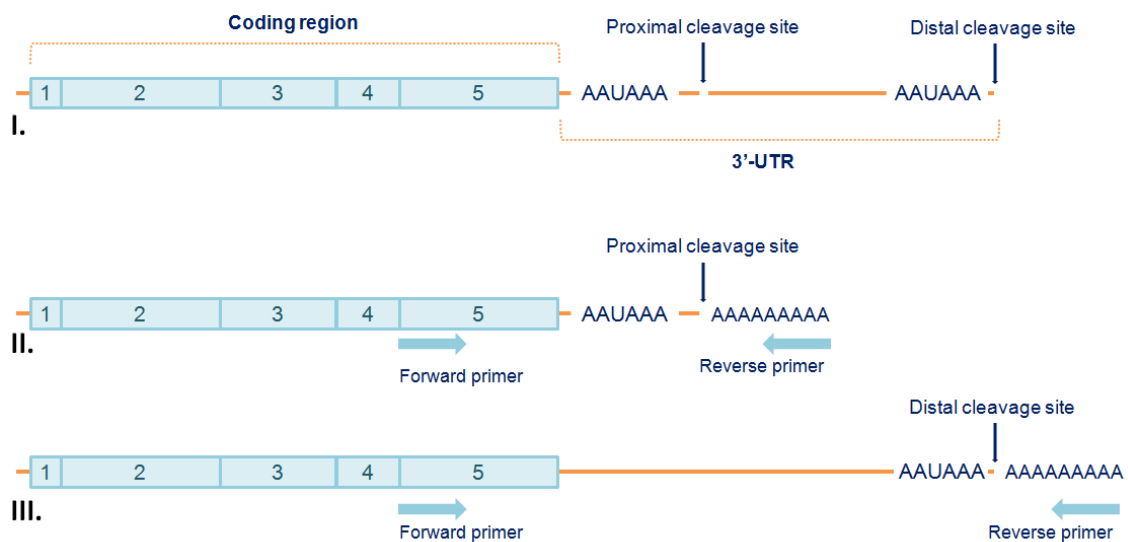 Coding region
Proximal cleavage site
Distal cleavage site
1 2 3 4 5 AAUAAA AAUAAA
I.
3'-UTR
Proximal cleavage site
1 2 3 4 5 AAUAAA AAAAAAAAA
II.
Forward primer
Reverse primer
Distal cleavage site
1 2 3 4 5 AAUAAA AAAAAAAAA
III.
Forward primer
Reverse primer